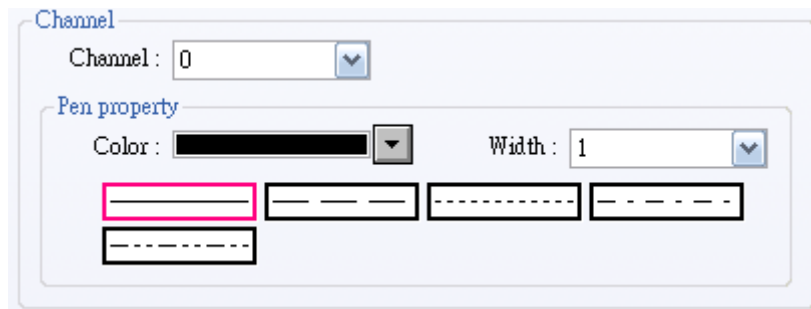 Channel
Channel : 0
Pen property
Color :
Width : 1